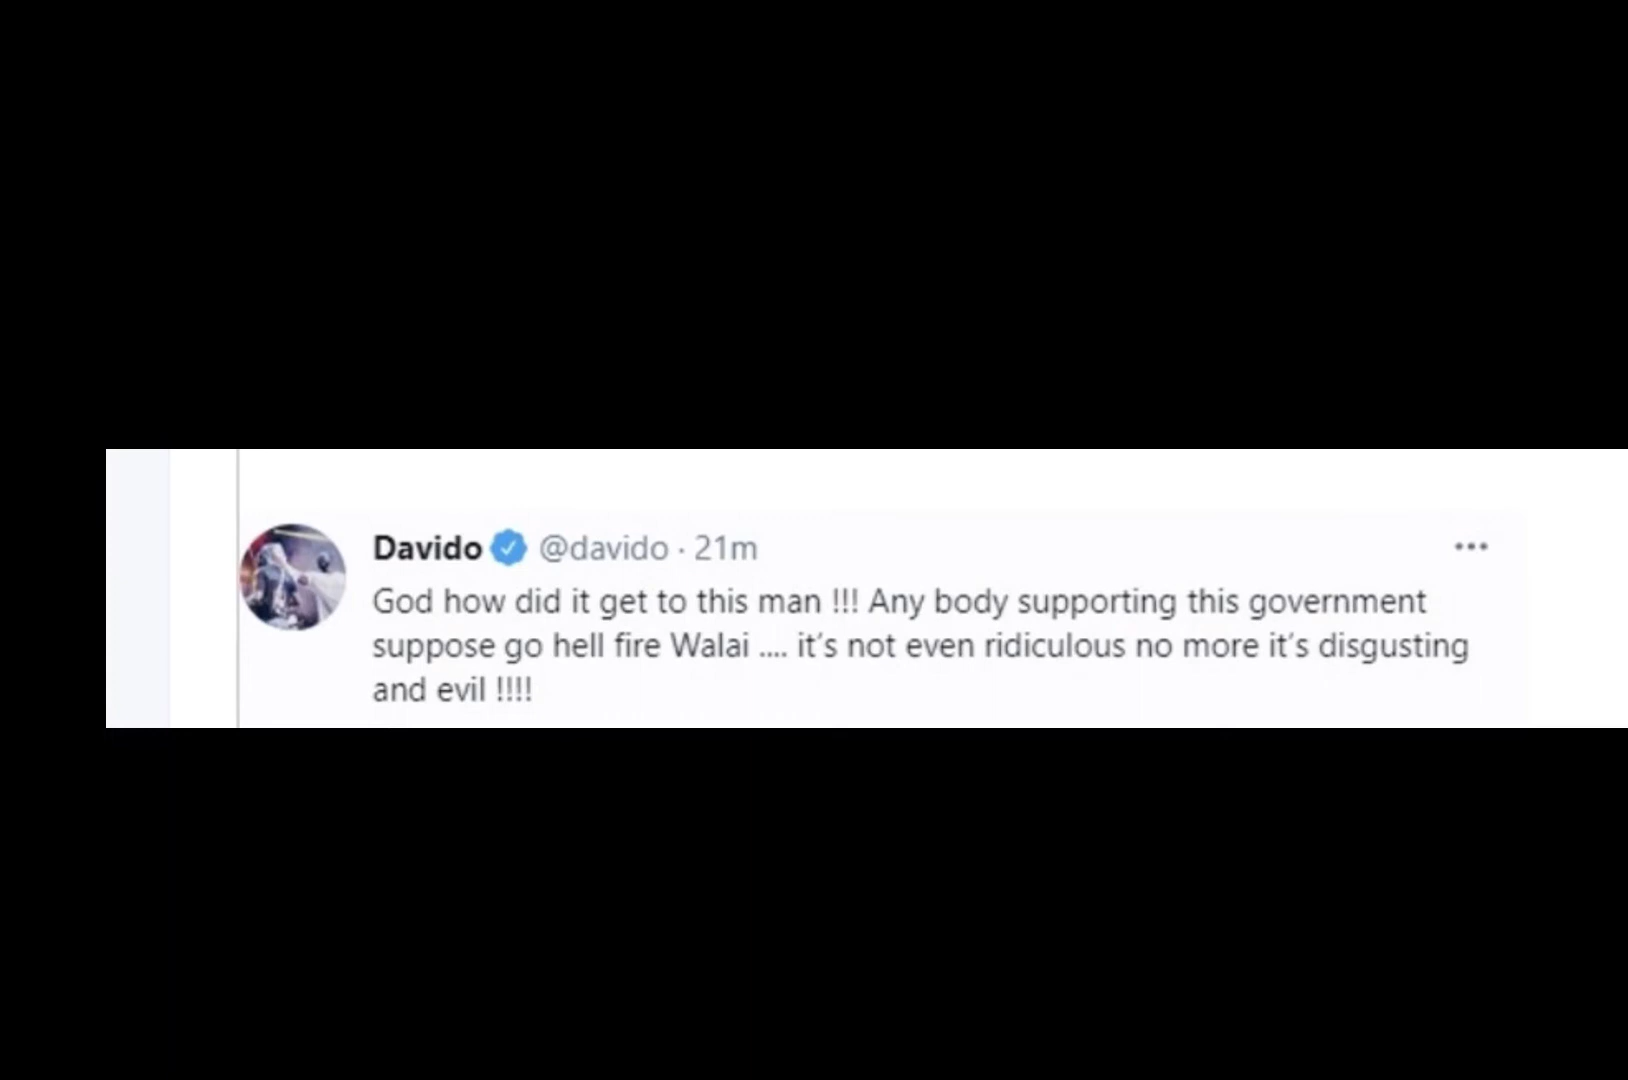 Davido @davido · 21m
God how did it get to this man !!! Any body supporting this government
suppose go hell fire Walai .... it’s not even ridiculous no more it’s disgusting
and evil !!!!